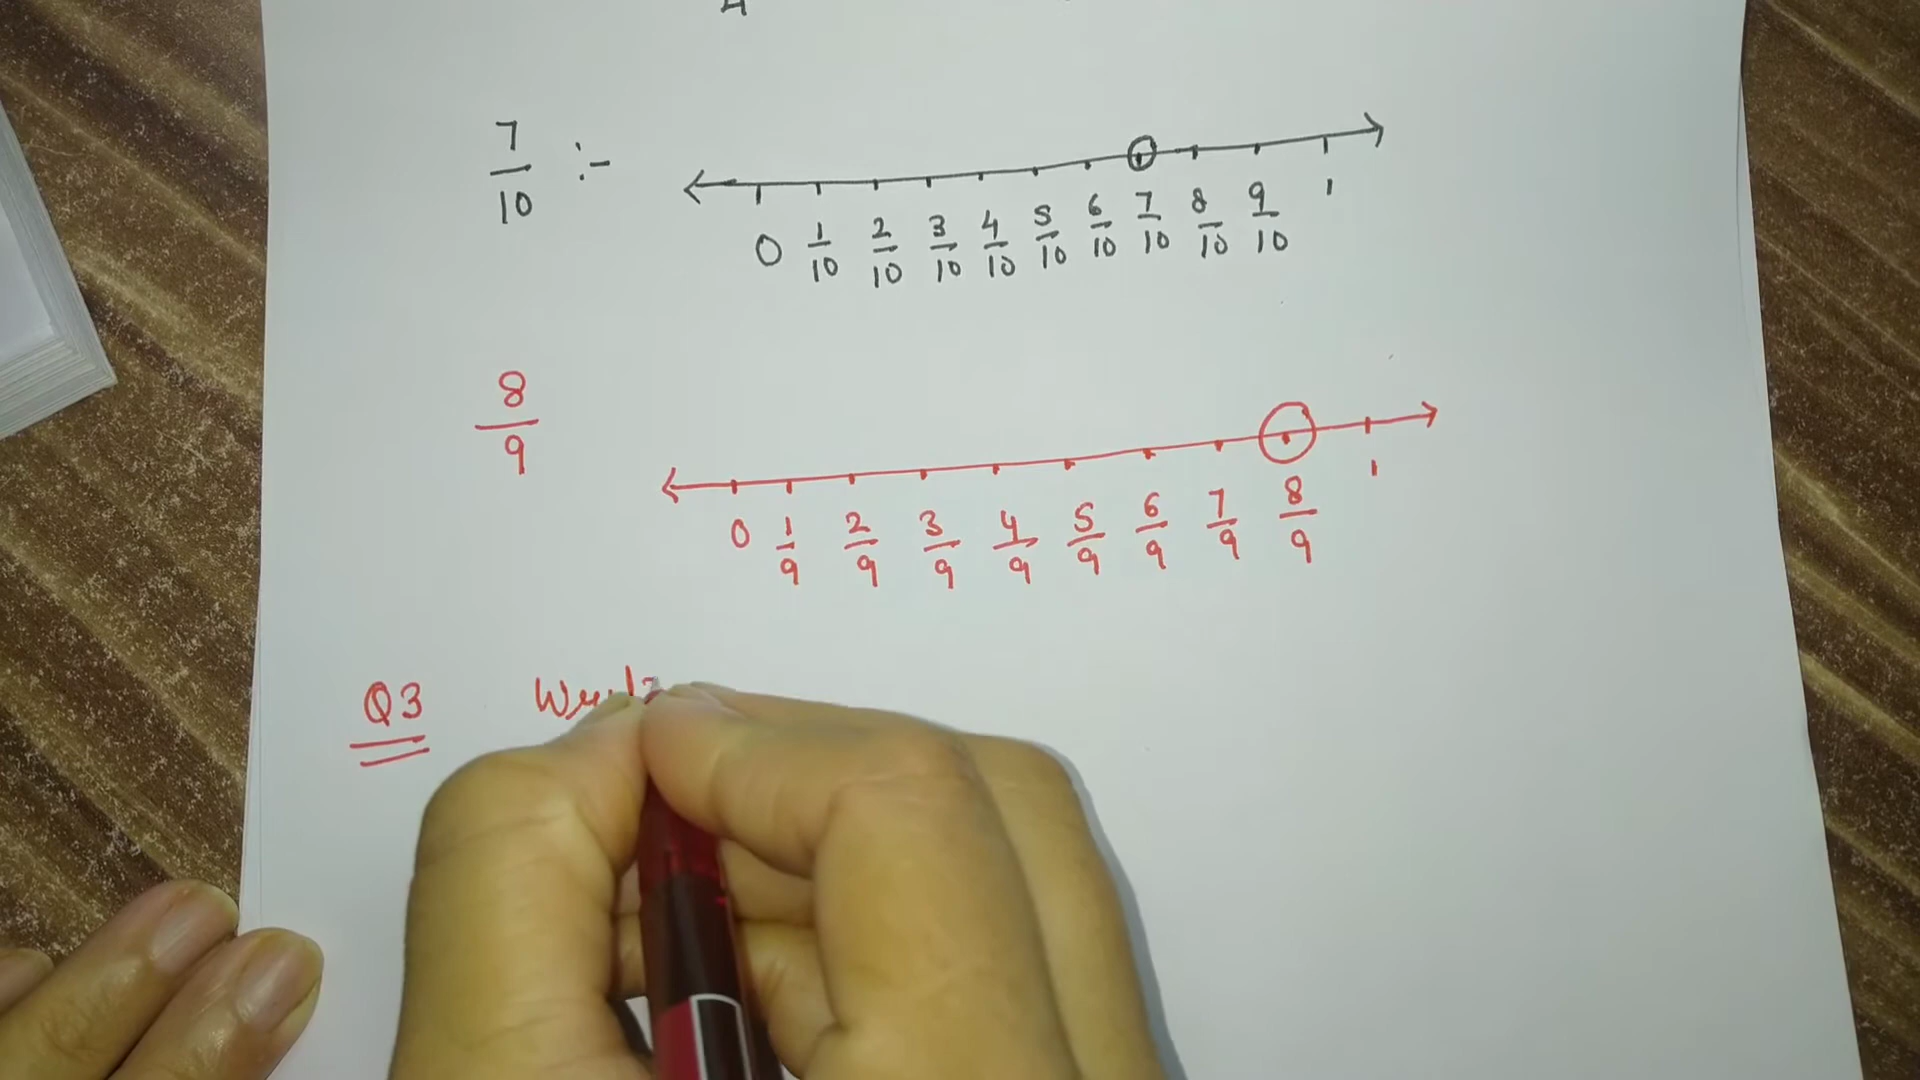 4
7/10 :-
0 1/10 2/10 3/10 4/10 5/10 6/10 7/10 8/10 9/10 1
8/9
0 1/9 2/9 3/9 4/9 5/9 6/9 7/9 8/9 1
Q3